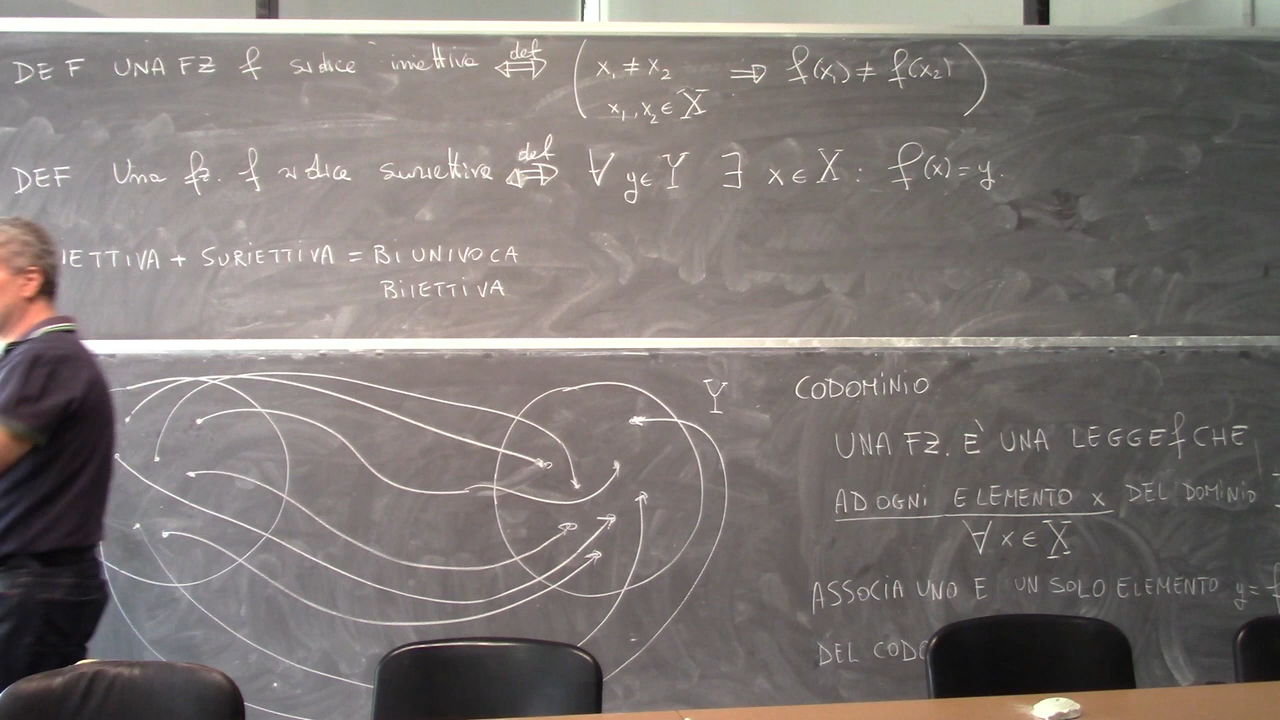 DEF UNA FZ f si dice iniettiva ⇔ def ( x₁ ≠ x₂ ⇒ f(x₁) ≠ f(x₂) )
x₁, x₂ ∈ X
DEF Una fz. f si dice suriettiva ⇔ def ∀ y ∈ Y ∃ x ∈ X : f(x) = y.
IETTIVA + SURIETTIVA = BIUNIVOCA
BIIETTIVA
Y CODOMINIO
UNA FZ. È UNA LEGGE f CHE
AD OGNI ELEMENTO x DEL DOMINIO
∀ x ∈ X
ASSOCIA UNO E UN SOLO ELEMENTO y = f
DEL CODO